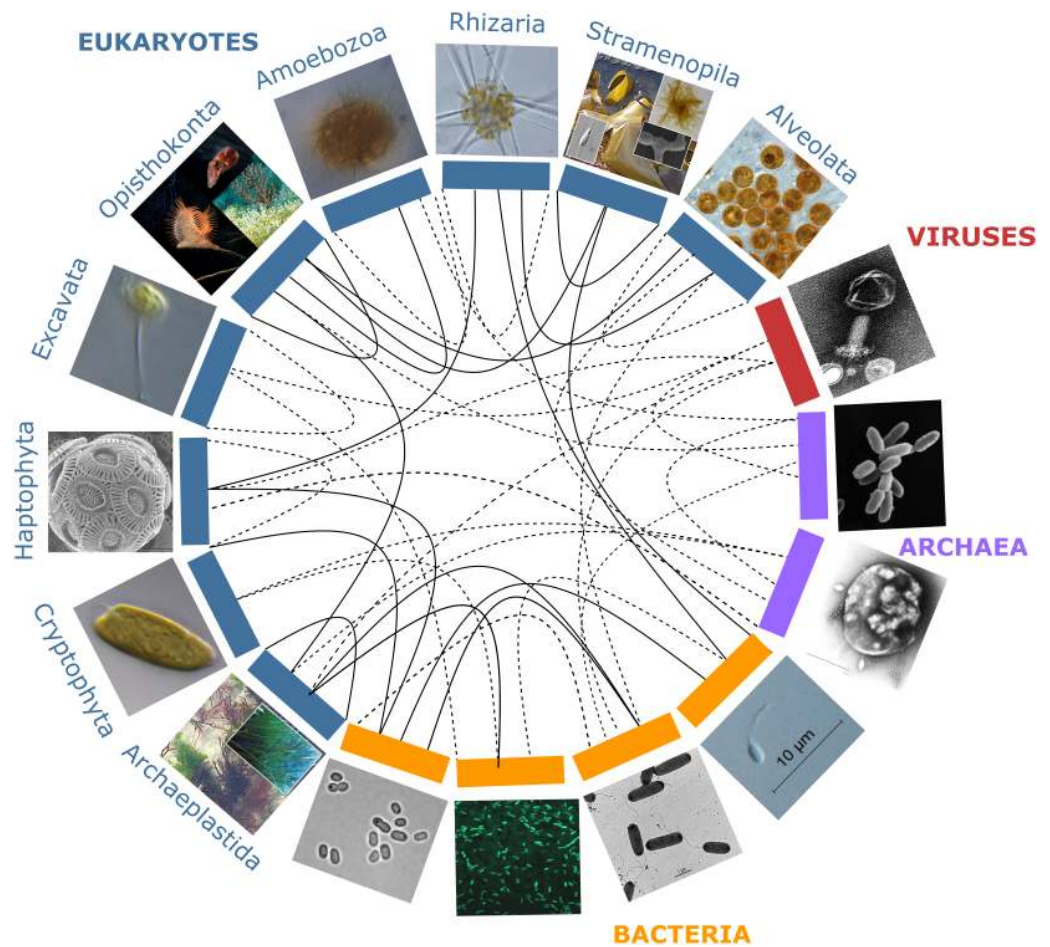 EUKARYOTES
Rhizaria
Amoebozoa
Stramenopila
Opisthokonta
Alveolata
VIRUSES
Excavata
Haptophyta
ARCHAEA
Cryptophyta
10 µm
Archaeplastida
BACTERIA